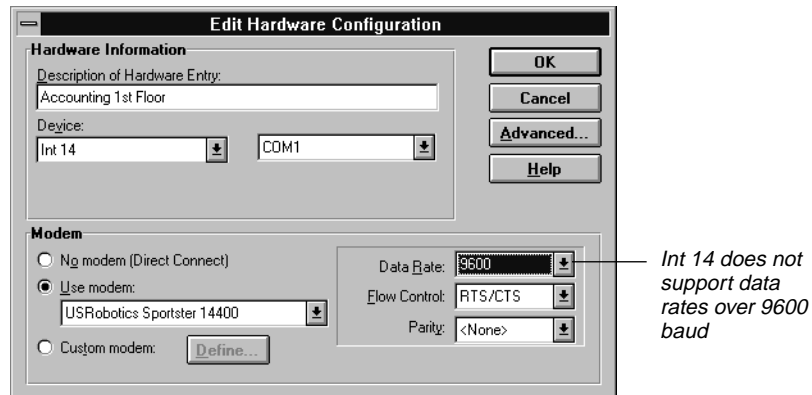 Edit Hardware Configuration
Hardware Information
Description of Hardware Entry:
Accounting 1st Floor
Device:
Int 14
COM1
OK
Cancel
Advanced...
Help
Modem
No modem (Direct Connect)
Use modem:
USRobotics Sportster 14400
Custom modem:
Define...
Data Rate:
9600
Flow Control:
RTS/CTS
Parity:
<None>
Int 14 does not
support data
rates over 9600
baud